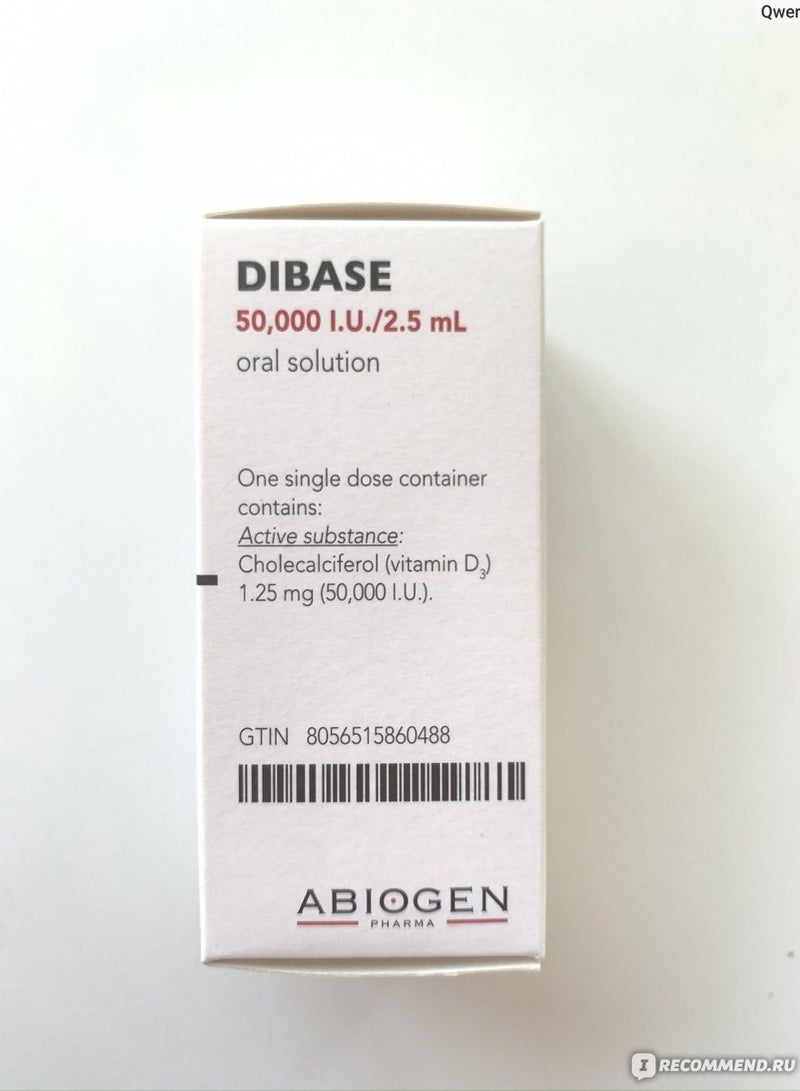 Qwer
DIBASE
50,000 I.U./2.5 mL
oral solution
One single dose container
contains:
Active substance:
Cholecalciferol (vitamin D₃)
1.25 mg (50,000 I.U.).
GTIN 8056515860488
ABIOGEN
PHARMA
I RECOMMEND.RU